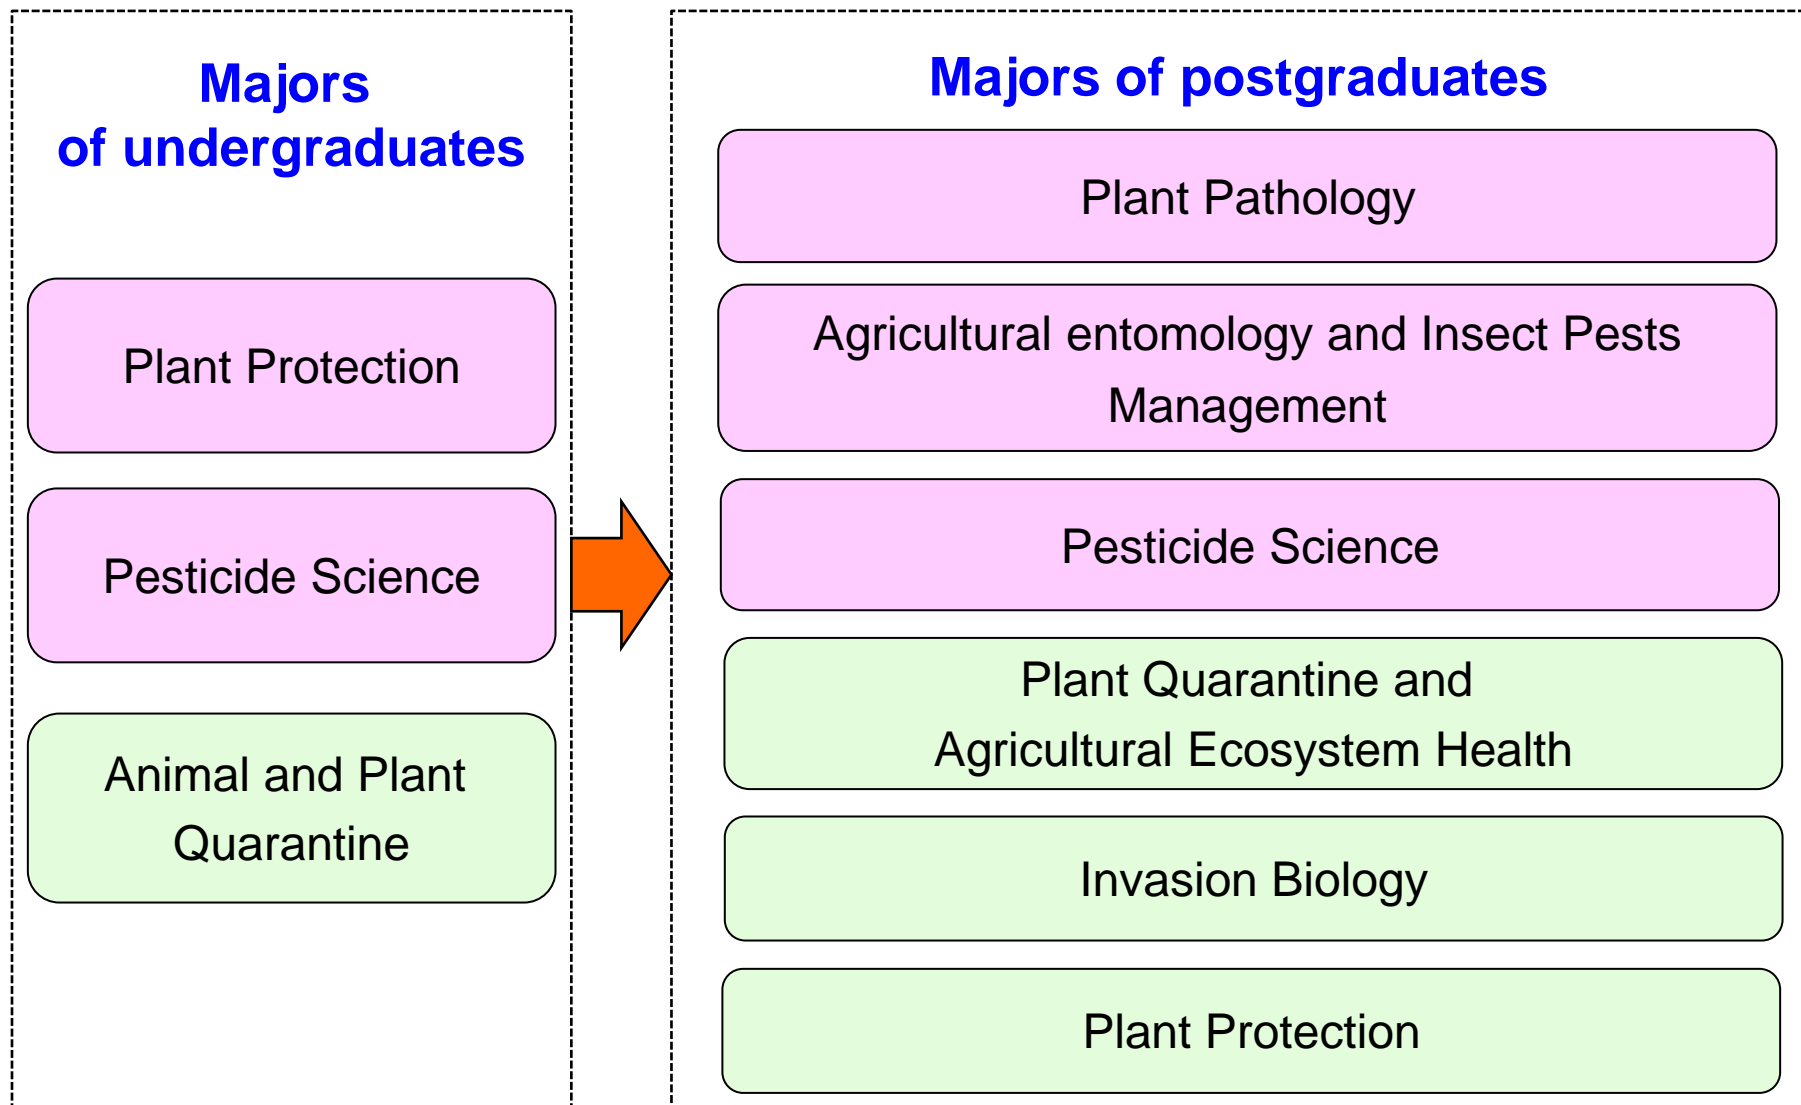 Majors
of undergraduates
Plant Protection
Pesticide Science
Animal and Plant
Quarantine
Majors of postgraduates
Plant Pathology
Agricultural entomology and Insect Pests
Management
Pesticide Science
Plant Quarantine and
Agricultural Ecosystem Health
Invasion Biology
Plant Protection